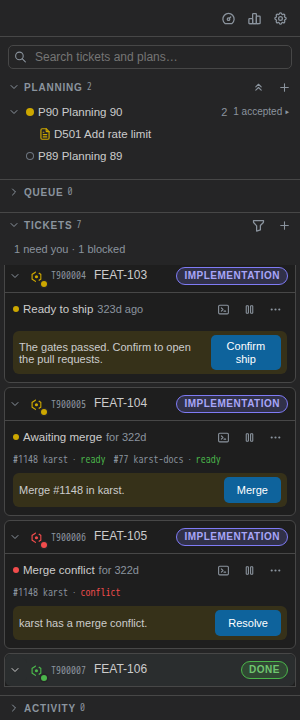 Search tickets and plans…
PLANNING 2
P90 Planning 90 2 1 accepted ▸
D501 Add rate limit
P89 Planning 89
QUEUE 0
TICKETS 7
1 need you · 1 blocked
T900004 FEAT-103 IMPLEMENTATION
Ready to ship 323d ago
The gates passed. Confirm to open
the pull requests.
Confirm
ship
T900005 FEAT-104 IMPLEMENTATION
Awaiting merge for 322d
#1148 karst · ready #77 karst-docs · ready
Merge #1148 in karst. Merge
T900006 FEAT-105 IMPLEMENTATION
Merge conflict for 322d
#1148 karst · conflict
karst has a merge conflict. Resolve
T900007 FEAT-106 DONE
ACTIVITY 0